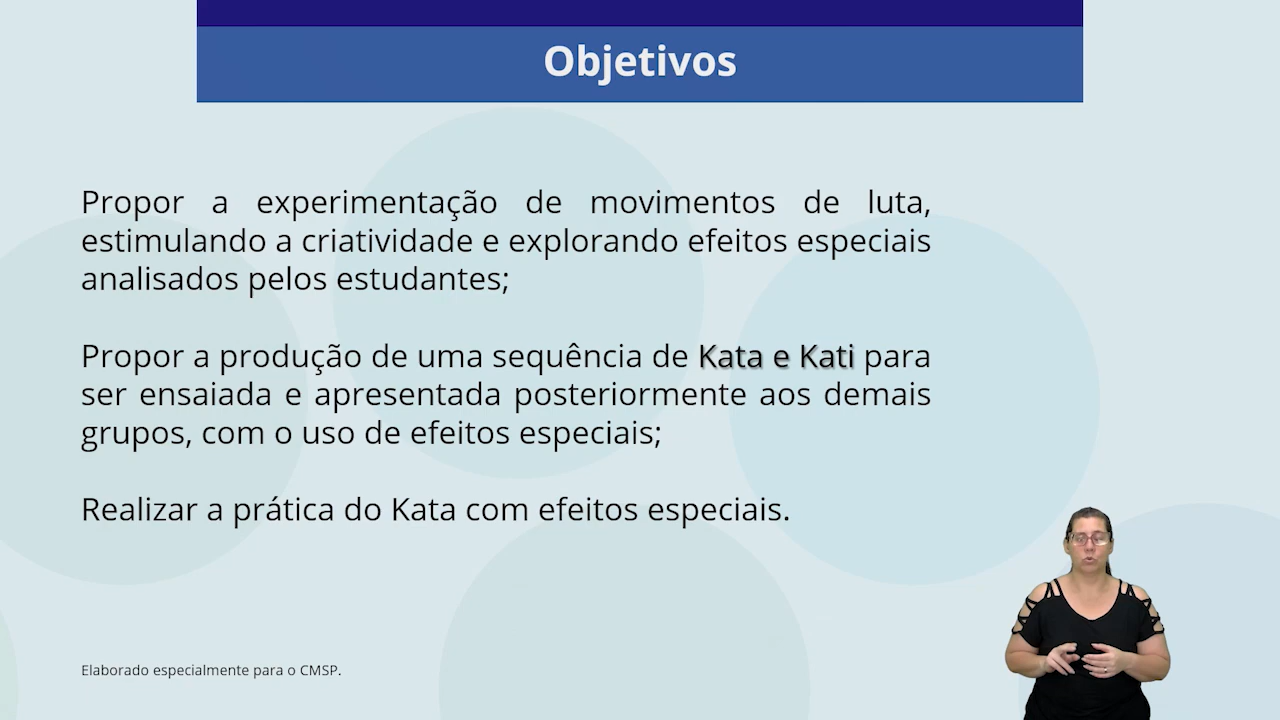 Objetivos
Propor a experimentação de movimentos de luta,
estimulando a criatividade e explorando efeitos especiais
analisados pelos estudantes;
Propor a produção de uma sequência de Kata e Kati para
ser ensaiada e apresentada posteriormente aos demais
grupos, com o uso de efeitos especiais;
Realizar a prática do Kata com efeitos especiais.
Elaborado especialmente para o CMSP.